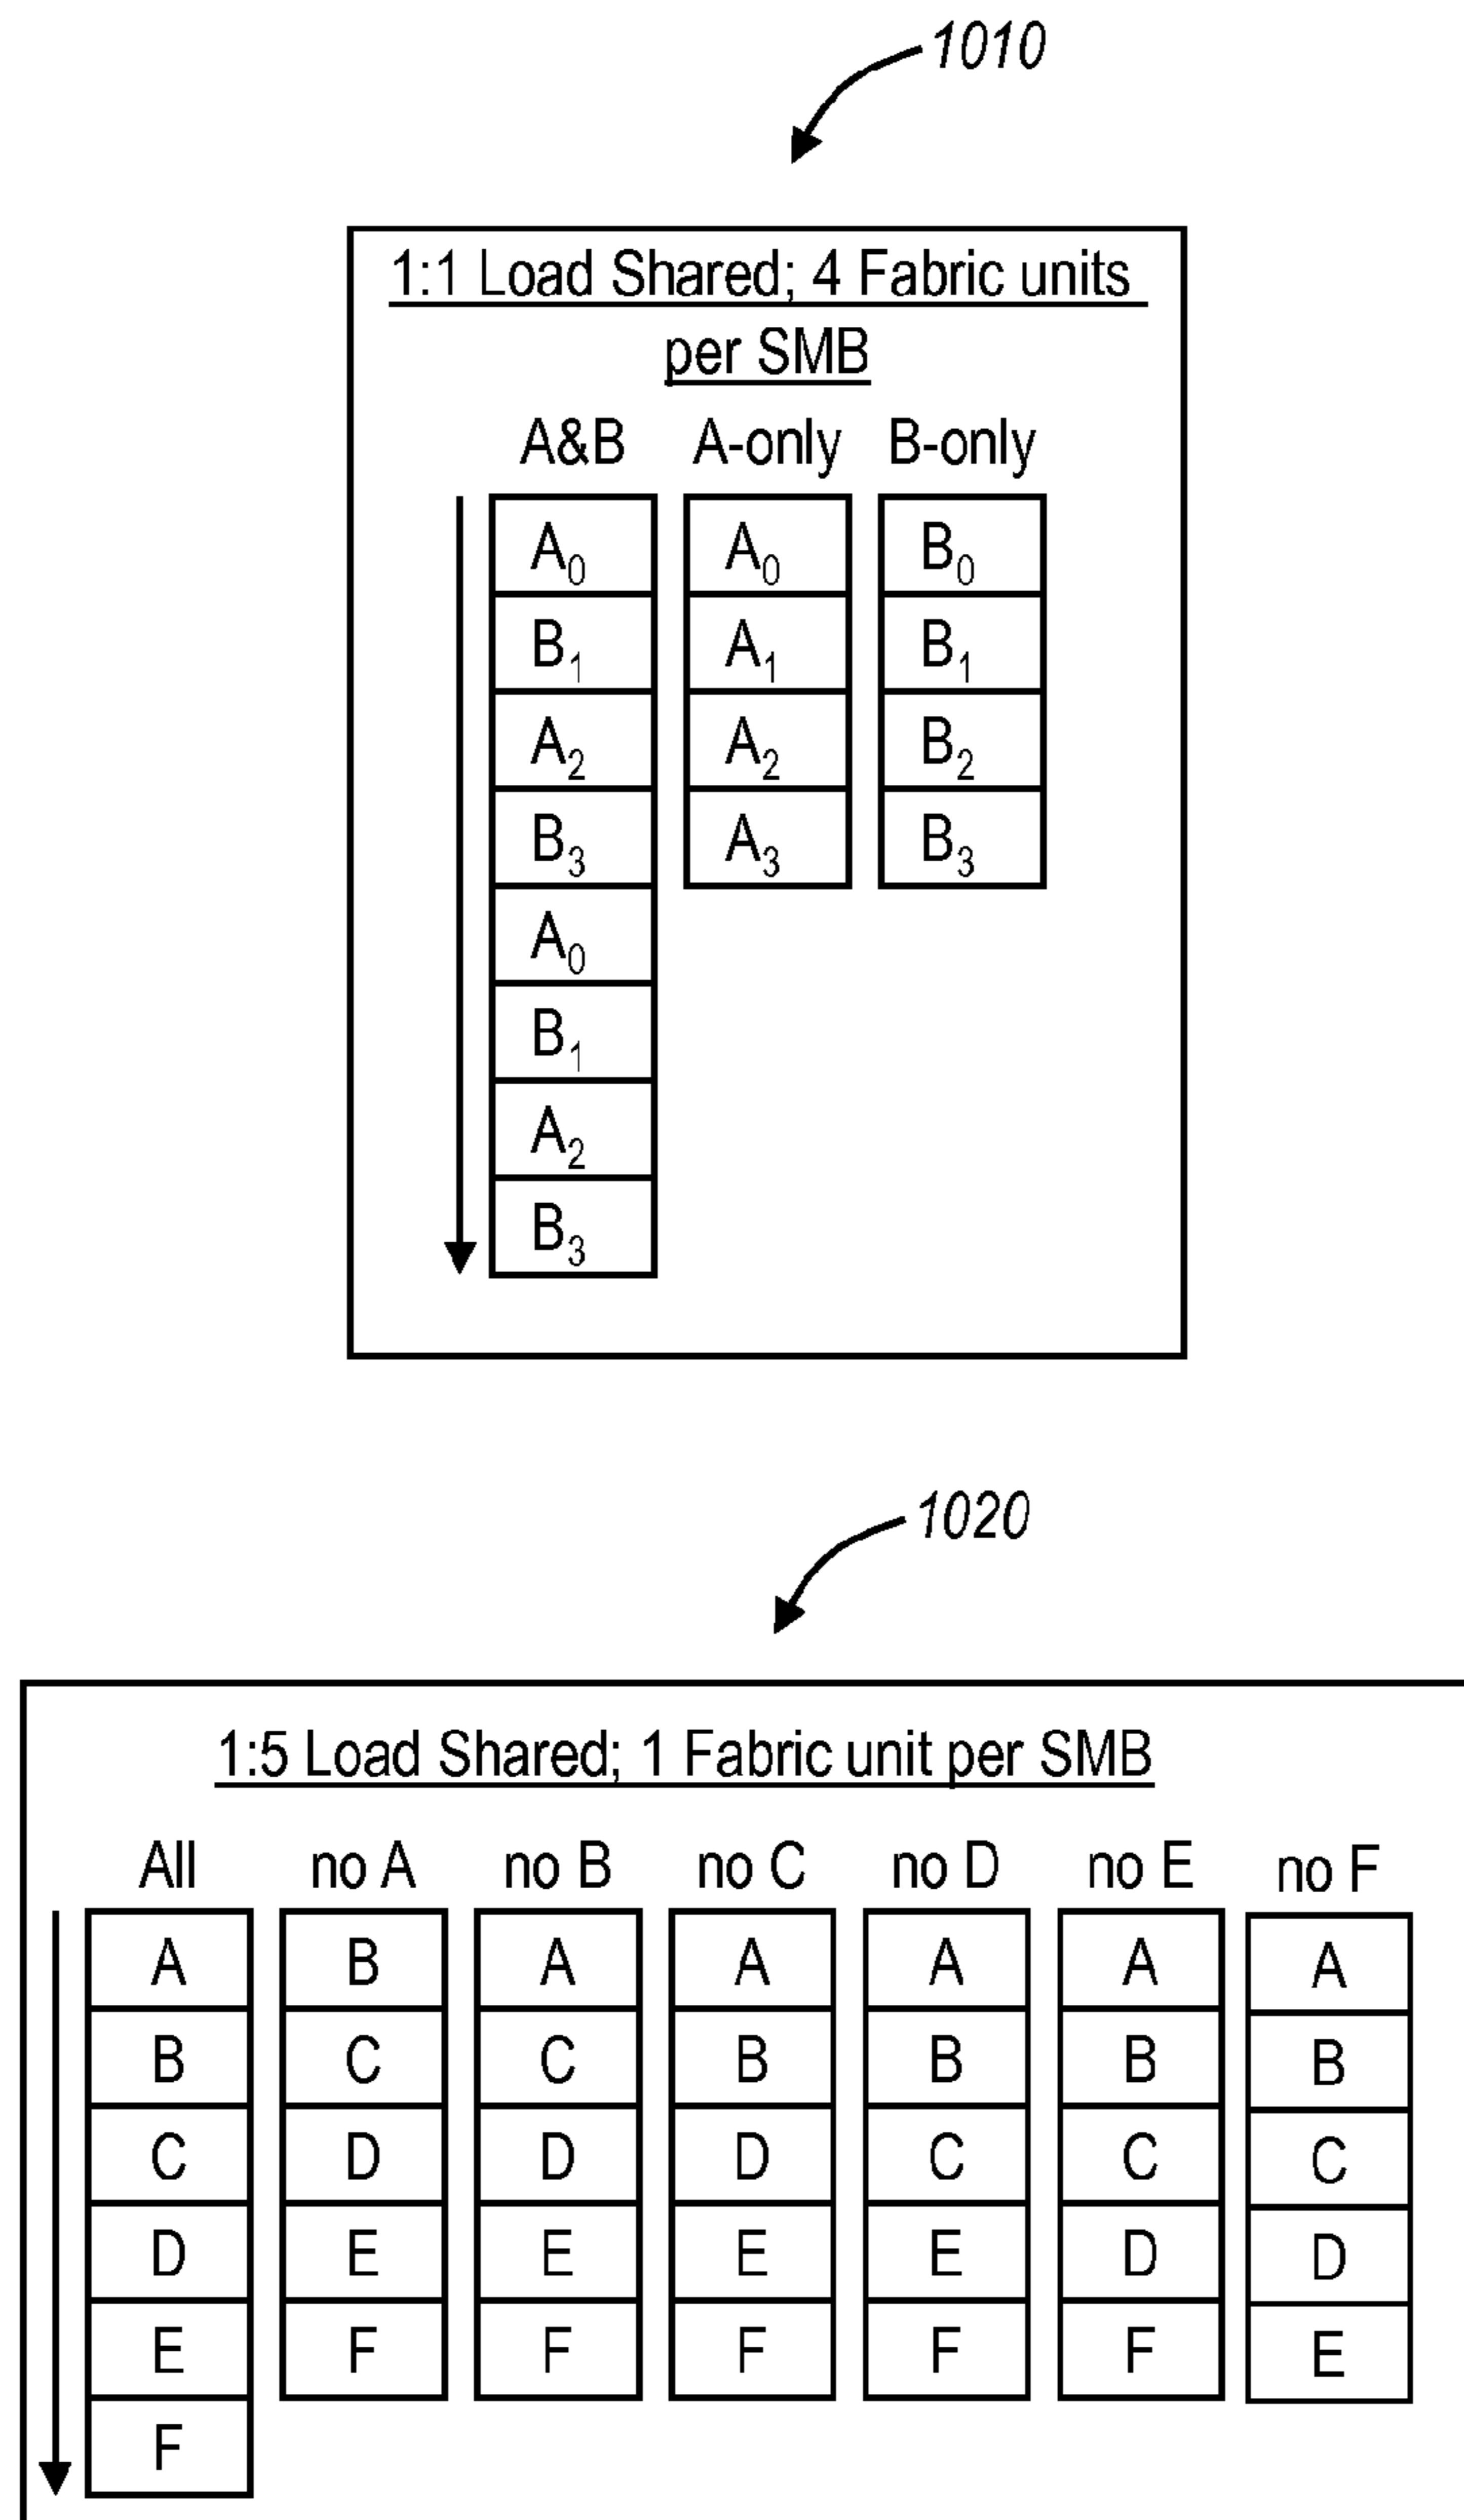 1010
1:1 Load Shared; 4 Fabric units
per SMB
A&B A-only B-only
A0 A0 B0
B1 A1 B1
A2 A2 B2
B3 A3 B3
A0
B1
A2
B3
1020
1:5 Load Shared; 1 Fabric unit per SMB
All no A no B no C no D no E no F
A B A A A A A
B C C B B B B
C D D D C C C
D E E E E D D
E F F F F F E
F